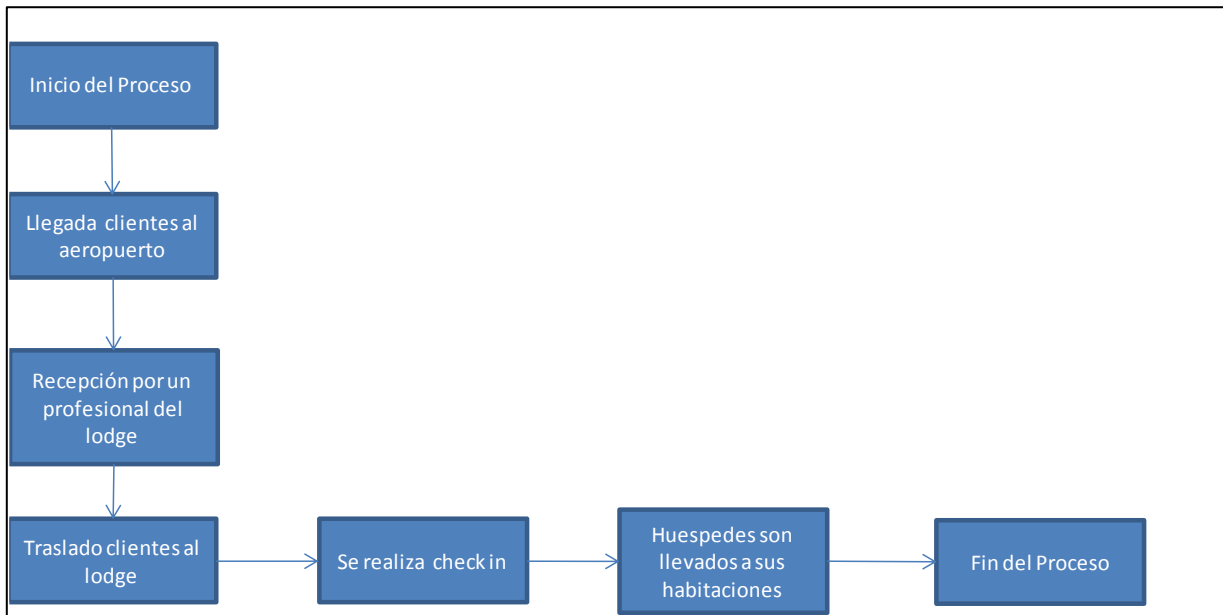 Inicio del Proceso
Llegada clientes al
aeropuerto
Recepción por un
profesional del
lodge
Traslado clientes al
lodge
Se realiza check in
Huespedes son
llevados a sus
habitaciones
Fin del Proceso